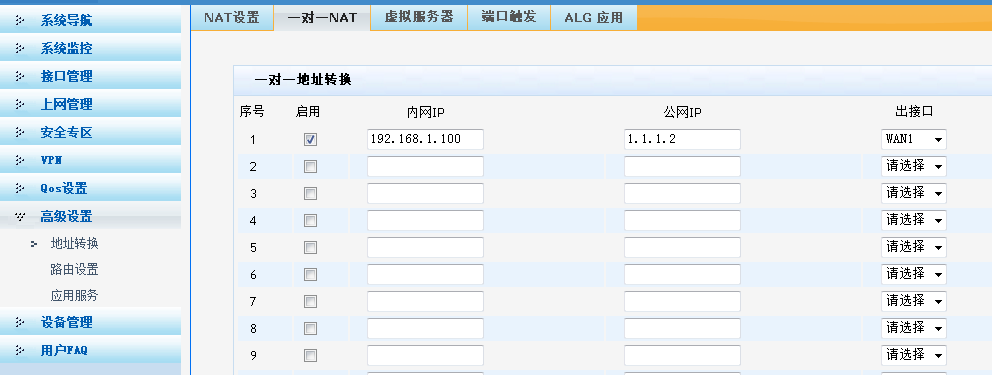 系统导航
系统监控
接口管理
上网管理
安全专区
VPN
Qos设置
高级设置
地址转换
路由设置
应用服务
设备管理
用户FAQ
NAT设置 一对一NAT 虚拟服务器 端口触发 ALG 应用
一对一地址转换
序号 启用 内网IP 公网IP 出接口
1 192.168.1.100 1.1.1.2 WAN1
2 请选择
3 请选择
4 请选择
5 请选择
6 请选择
7 请选择
8 请选择
9 请选择